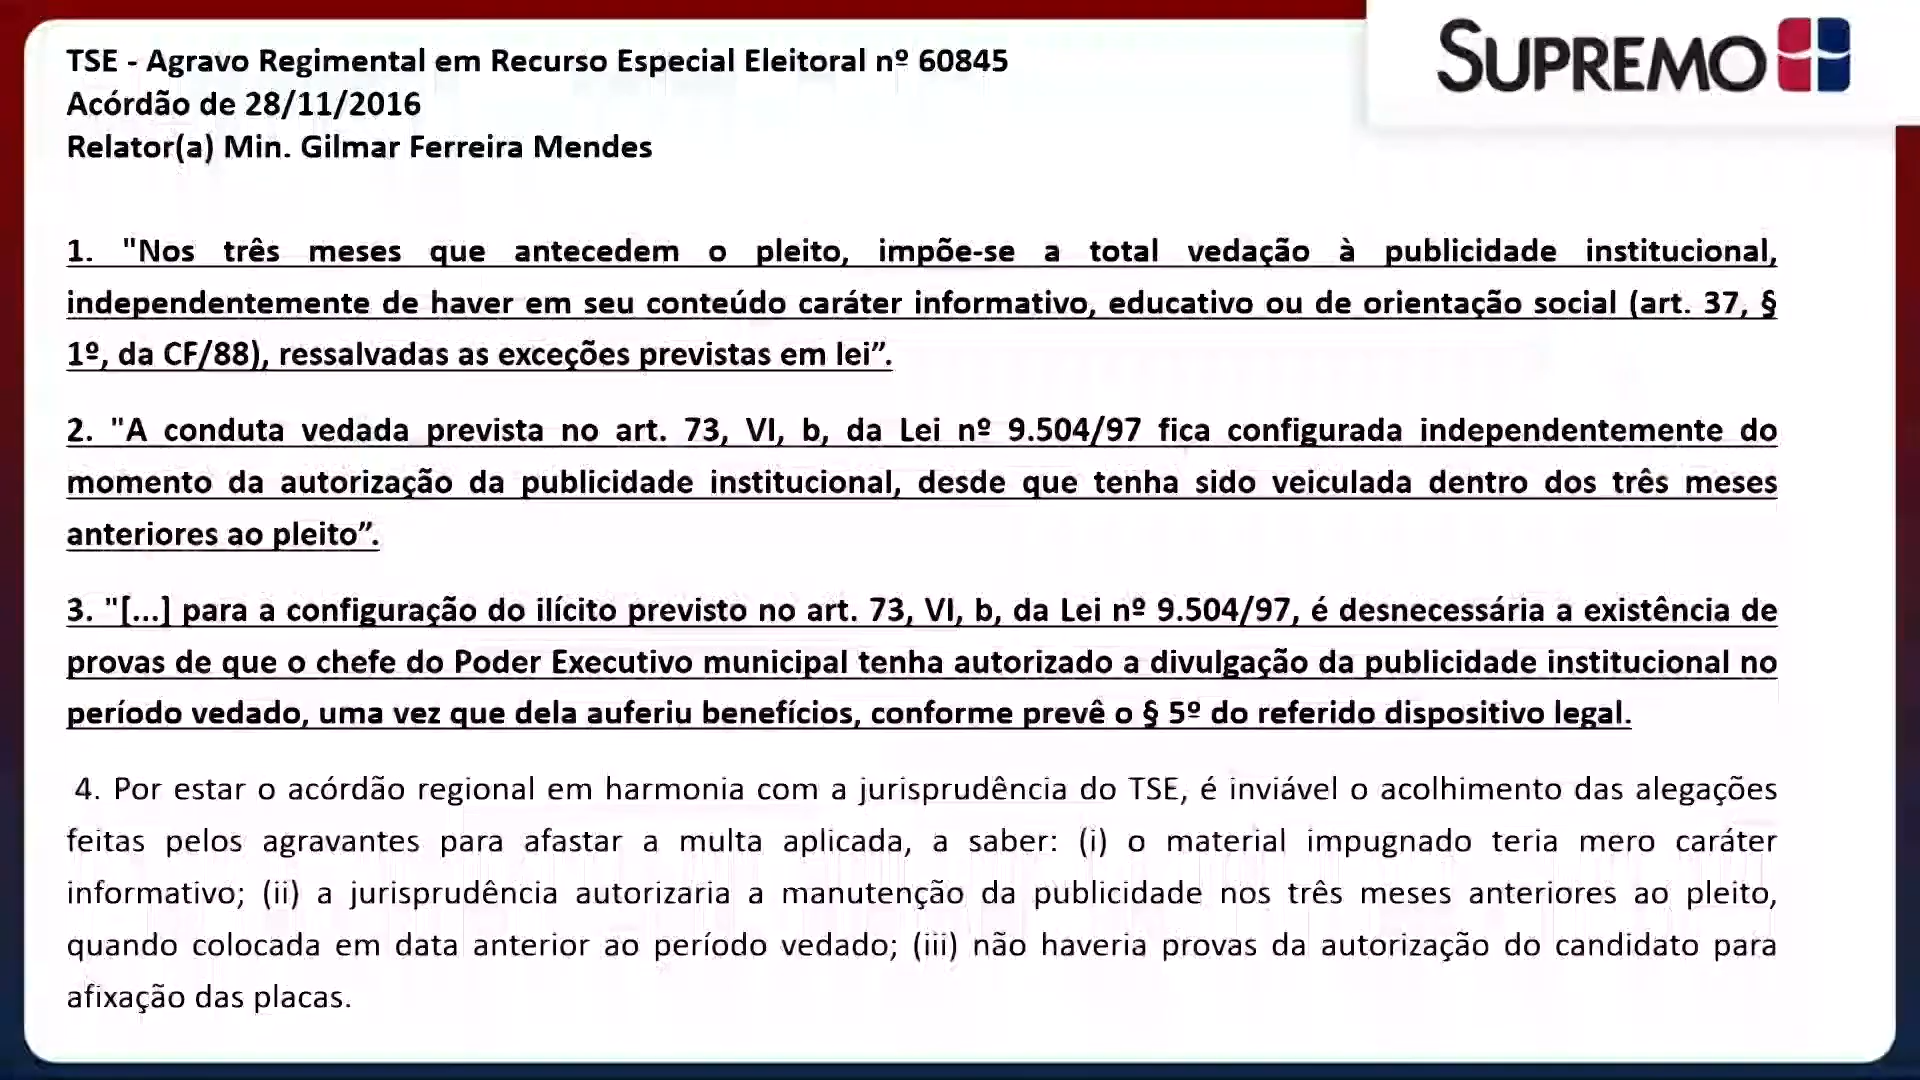 TSE - Agravo Regimental em Recurso Especial Eleitoral nº 60845
SUPREMO
Acórdão de 28/11/2016
Relator(a) Min. Gilmar Ferreira Mendes
1. "Nos três meses que antecedem o pleito, impõe-se a total vedação à publicidade institucional,
independentemente de haver em seu conteúdo caráter informativo, educativo ou de orientação social (art. 37, §
1º, da CF/88), ressalvadas as exceções previstas em lei”.
2. "A conduta vedada prevista no art. 73, VI, b, da Lei nº 9.504/97 fica configurada independentemente do
momento da autorização da publicidade institucional, desde que tenha sido veiculada dentro dos três meses
anteriores ao pleito”.
3. "[...] para a configuração do ilícito previsto no art. 73, VI, b, da Lei nº 9.504/97, é desnecessária a existência de
provas de que o chefe do Poder Executivo municipal tenha autorizado a divulgação da publicidade institucional no
período vedado, uma vez que dela auferiu benefícios, conforme prevê o § 5º do referido dispositivo legal.
4. Por estar o acórdão regional em harmonia com a jurisprudência do TSE, é inviável o acolhimento das alegações
feitas pelos agravantes para afastar a multa aplicada, a saber: (i) o material impugnado teria mero caráter
informativo; (ii) a jurisprudência autorizaria a manutenção da publicidade nos três meses anteriores ao pleito,
quando colocada em data anterior ao período vedado; (iii) não haveria provas da autorização do candidato para
afixação das placas.